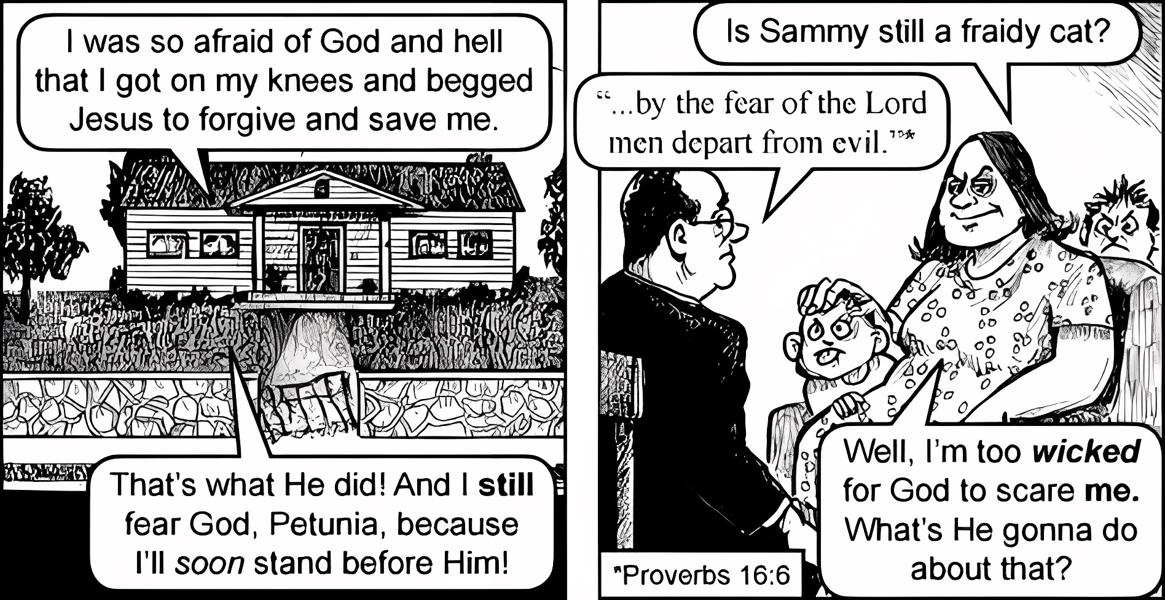 I was so afraid of God and hell
that I got on my knees and begged
Jesus to forgive and save me.
That's what He did! And I still
fear God, Petunia, because
I'll soon stand before Him!
Is Sammy still a fraidy cat?
“...by the fear of the Lord
men depart from evil.”*
Well, I'm too wicked
for God to scare me.
What's He gonna do
about that?
*Proverbs 16:6